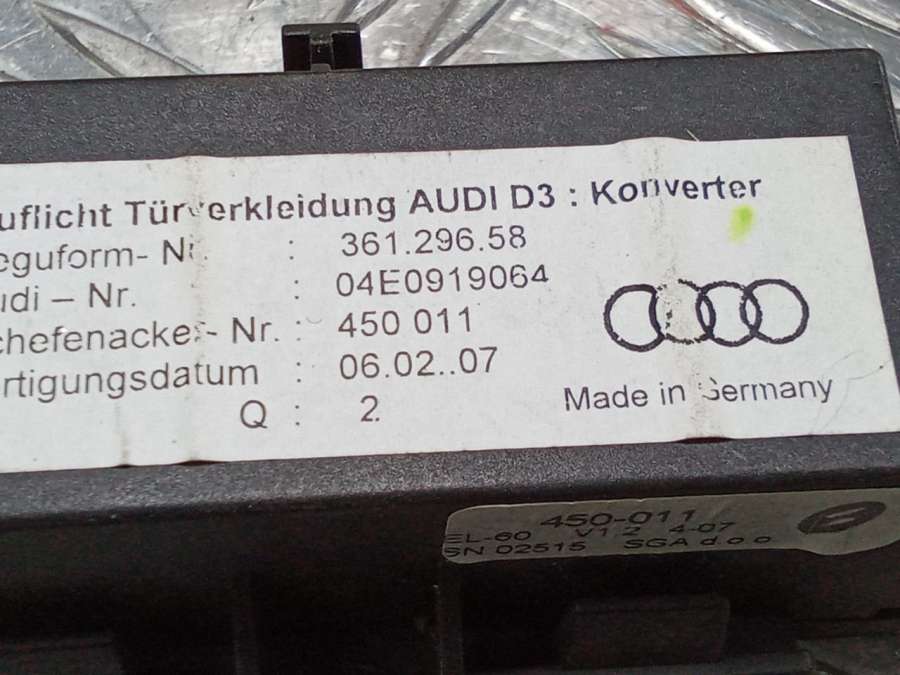 uflicht Türverkleidung AUDI D3 : Konverter
eguform- Nr. : 361.296.58
udi – Nr. : 04E0919064
chefenacker- Nr. : 450 011
rtigungsdatum : 06.02..07
Q : 2.
Made in Germany
450-011
EL-60 V1.2 4-07
SN 02515 SGA d.o.o